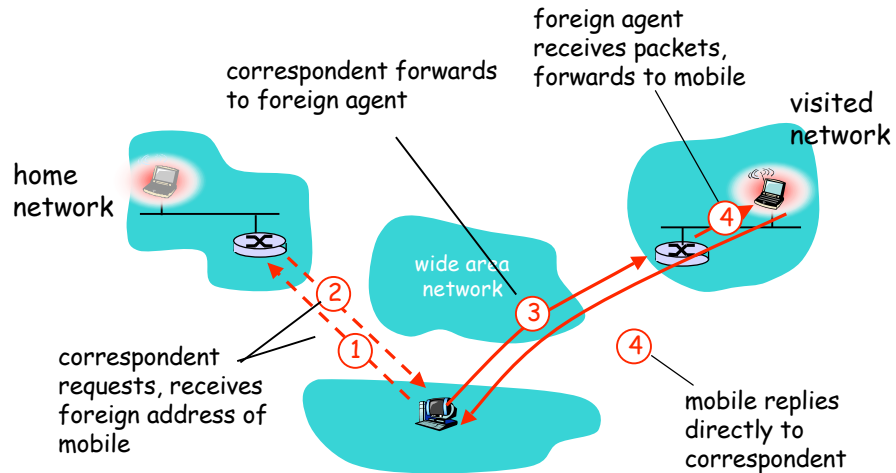 foreign agent
receives packets,
forwards to mobile
correspondent forwards
to foreign agent
visited
network
home
network
4
wide area
network
2
3
1
4
correspondent
requests, receives
foreign address of
mobile
mobile replies
directly to
correspondent